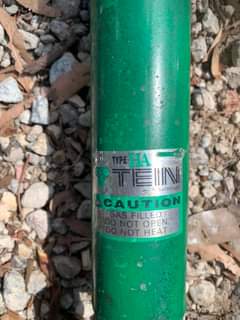 TYPE HA
TEIN
CAUTION
GAS FILLED
DO NOT OPEN.
DO NOT HEAT.